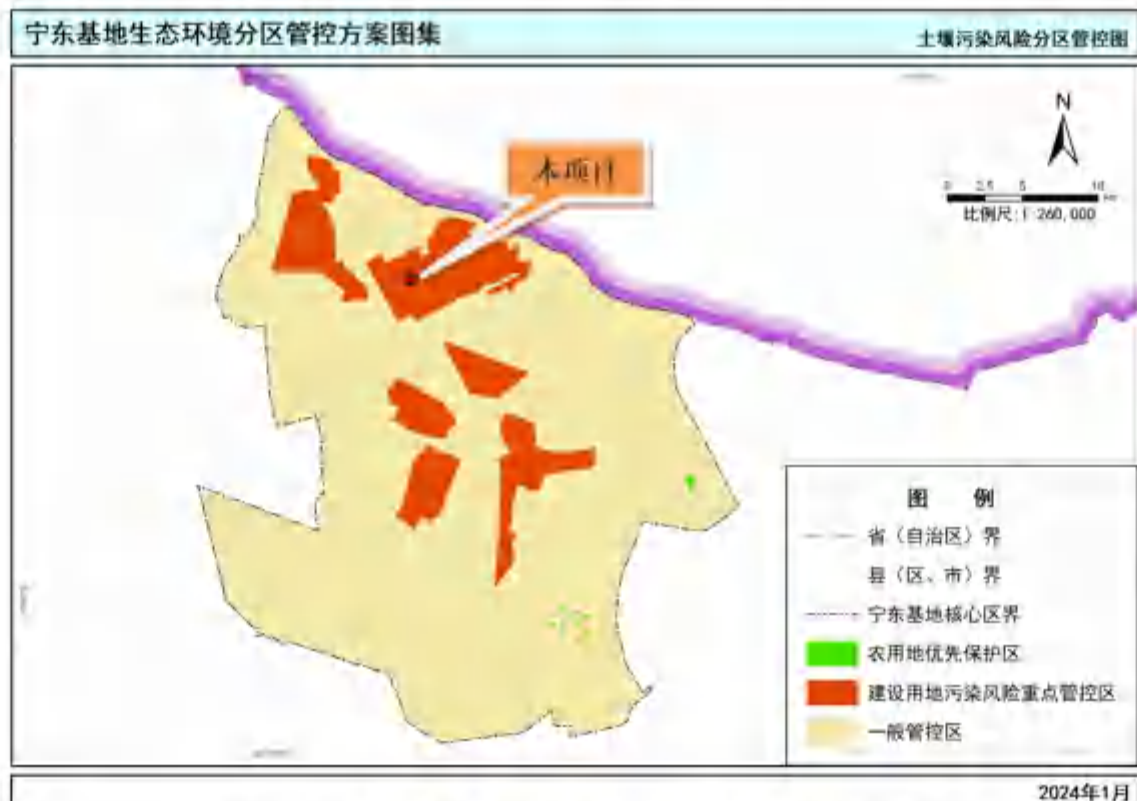 宁东基地生态环境分区管控方案图集
土壤污染风险分区管控图
本项目
N
0 2.5 5 10
比例尺:1:260,000
图 例
省（自治区）界
县（区、市）界
宁东基地核心区界
农用地优先保护区
建设用地污染风险重点管控区
一般管控区
2024年1月